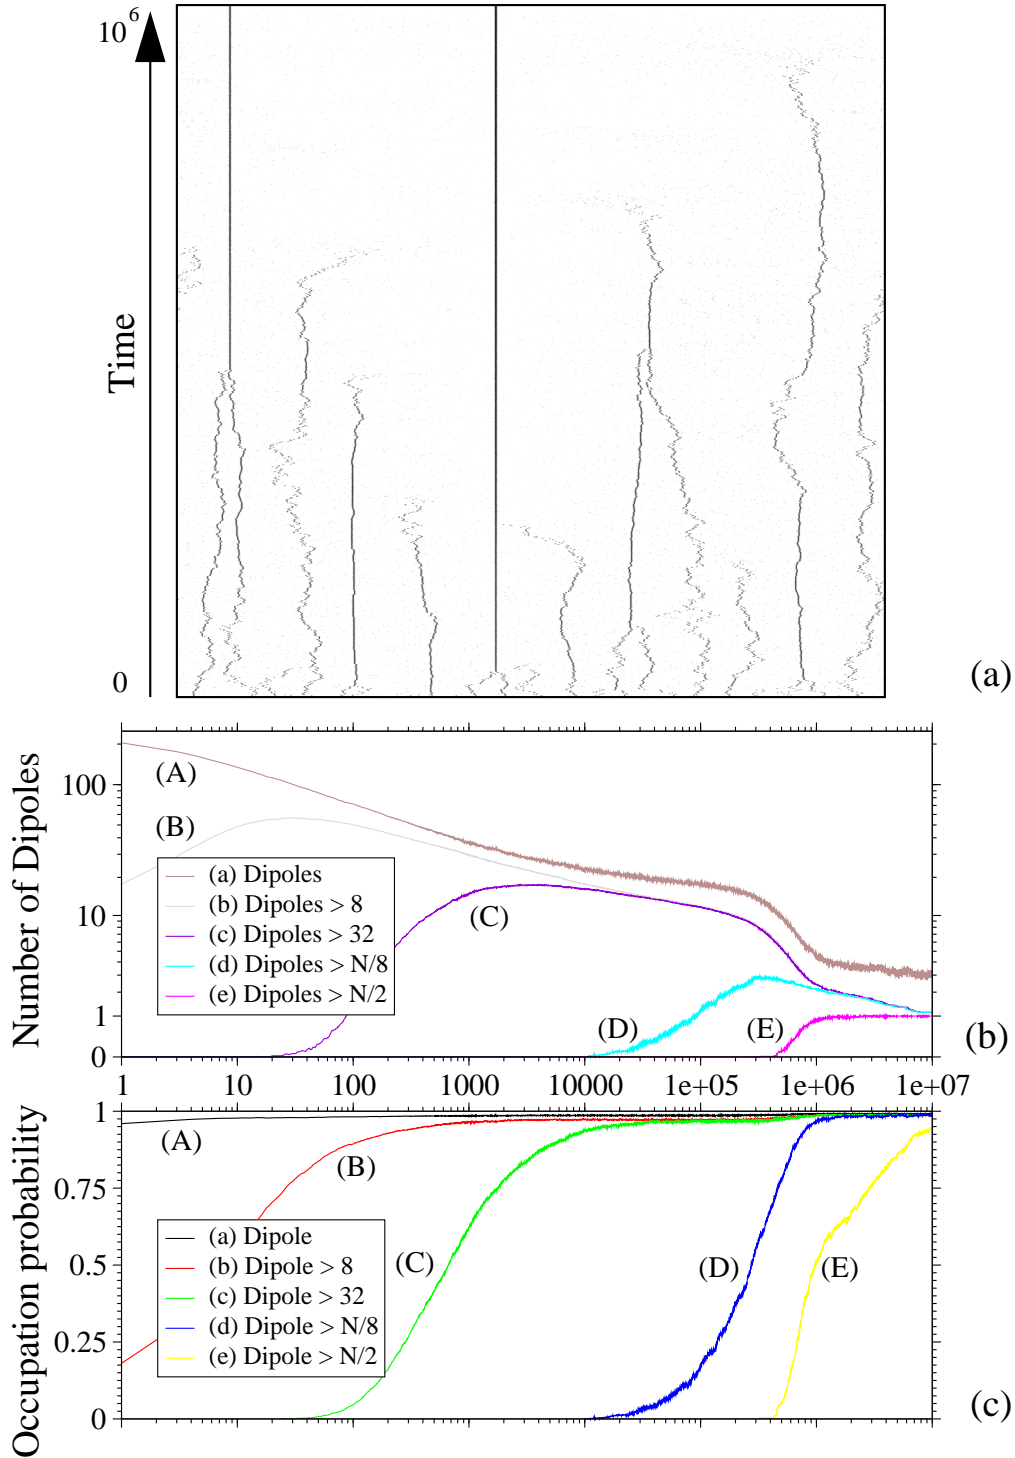 10^6
Time
0
(a)
Number of Dipoles
100
10
1
0
(A)
(B)
(C)
(D)
(E)
(a) Dipoles
(b) Dipoles > 8
(c) Dipoles > 32
(d) Dipoles > N/8
(e) Dipoles > N/2
(b)
1 10 100 1000 10000 1e+05 1e+06 1e+07
Occupation probability
1
0.75
0.5
0.25
0
(A)
(B)
(C)
(D)
(E)
(a) Dipole
(b) Dipole > 8
(c) Dipole > 32
(d) Dipole > N/8
(e) Dipole > N/2
(c)